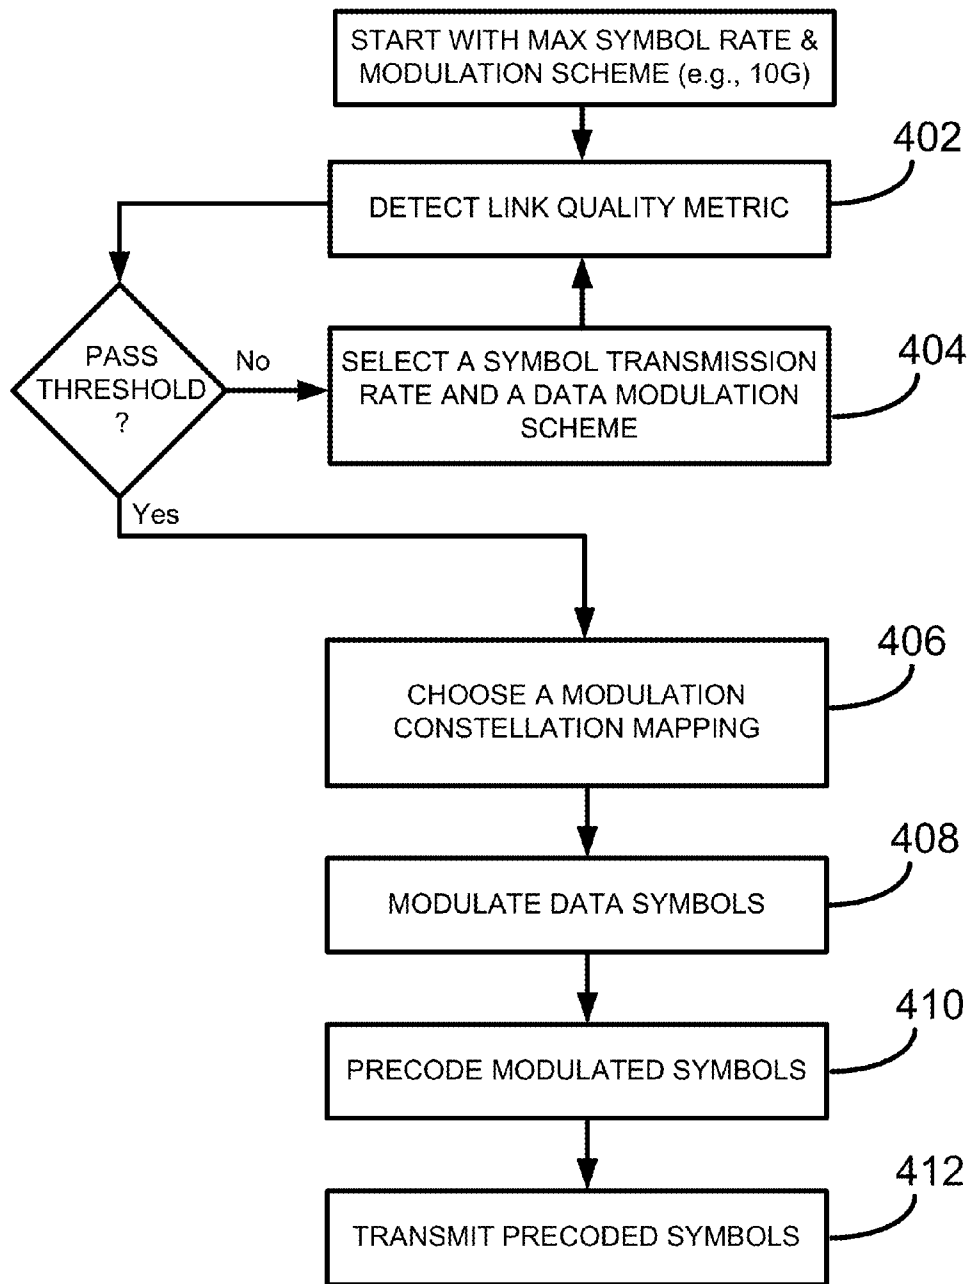 START WITH MAX SYMBOL RATE &
MODULATION SCHEME (e.g., 10G)
402
DETECT LINK QUALITY METRIC
PASS
THRESHOLD
?
No
SELECT A SYMBOL TRANSMISSION
RATE AND A DATA MODULATION
SCHEME
404
Yes
406
CHOOSE A MODULATION
CONSTELLATION MAPPING
408
MODULATE DATA SYMBOLS
410
PRECODE MODULATED SYMBOLS
412
TRANSMIT PRECODED SYMBOLS